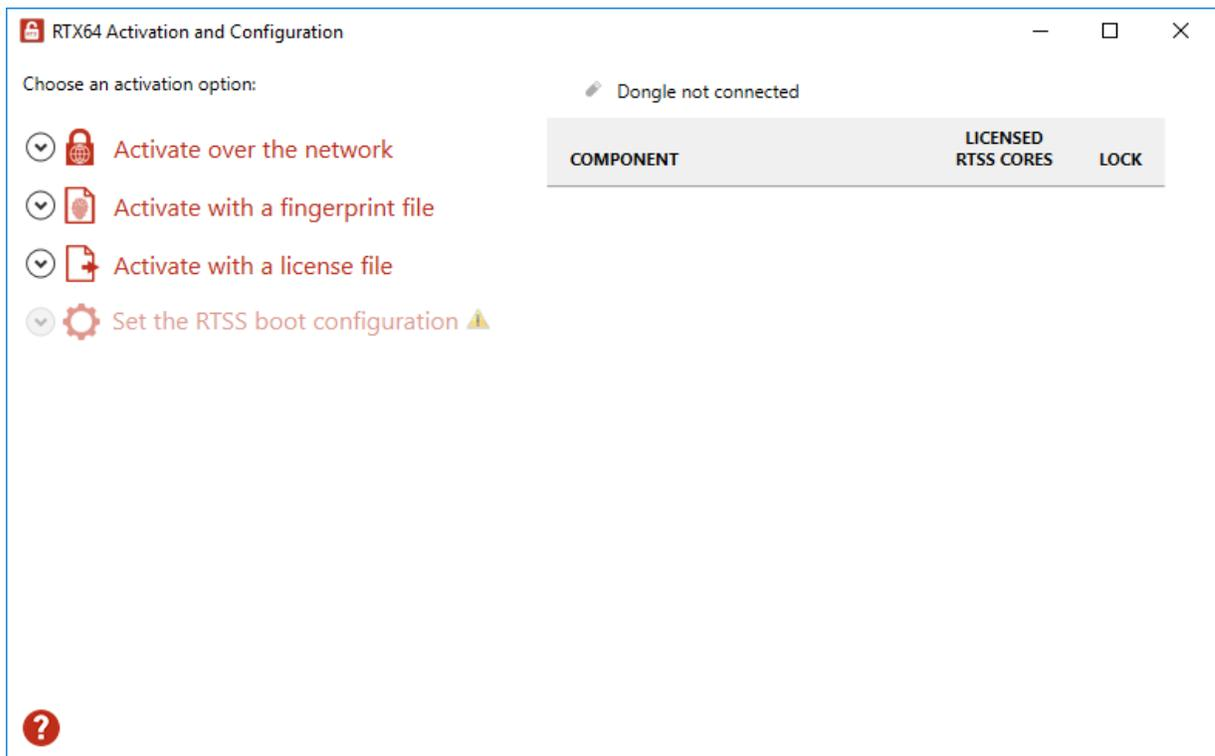 RTX64 Activation and Configuration
Choose an activation option:
Activate over the network
Activate with a fingerprint file
Activate with a license file
Set the RTSS boot configuration
Dongle not connected
COMPONENT
LICENSED
RTSS CORES
LOCK
?